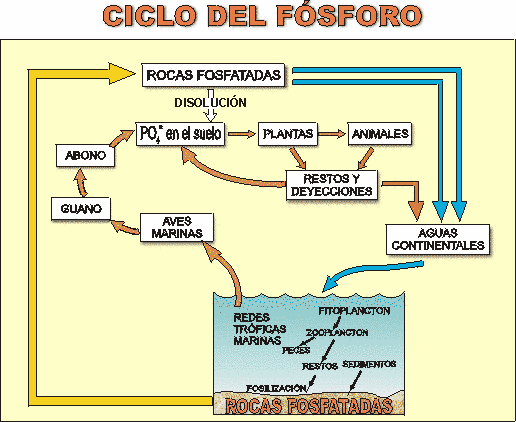 CICLO DEL FÓSFORO
ROCAS FOSFATADAS
DISOLUCIÓN
PO4≡ en el suelo
PLANTAS
ANIMALES
ABONO
RESTOS Y
DEYECCIONES
GUANO
AVES
MARINAS
AGUAS
CONTINENTALES
REDES
TRÓFICAS
MARINAS
FITOPLANCTON
ZOOPLANCTON
PECES
RESTOS
SEDIMENTOS
FOSILIZACIÓN
ROCAS FOSFATADAS